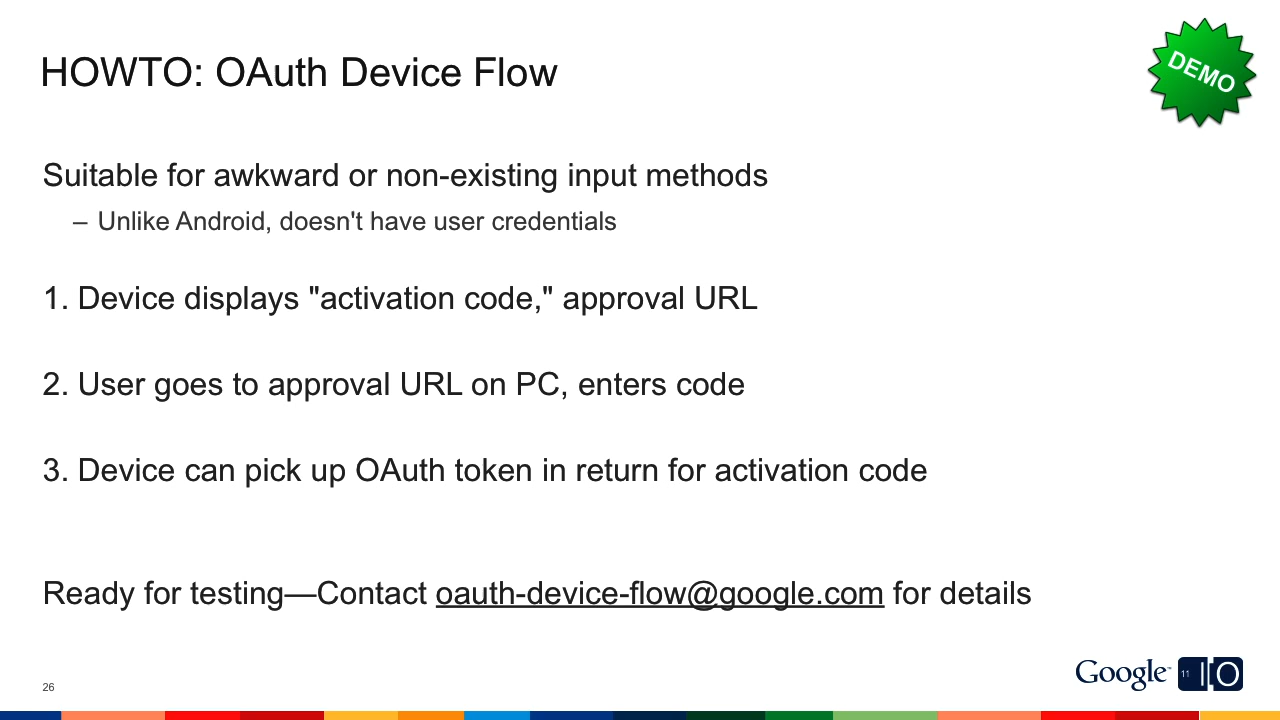 HOWTO: OAuth Device Flow
DEMO
Suitable for awkward or non-existing input methods
– Unlike Android, doesn't have user credentials
1. Device displays "activation code," approval URL
2. User goes to approval URL on PC, enters code
3. Device can pick up OAuth token in return for activation code
Ready for testing—Contact oauth-device-flow@google.com for details
26
Google™ 11 IO